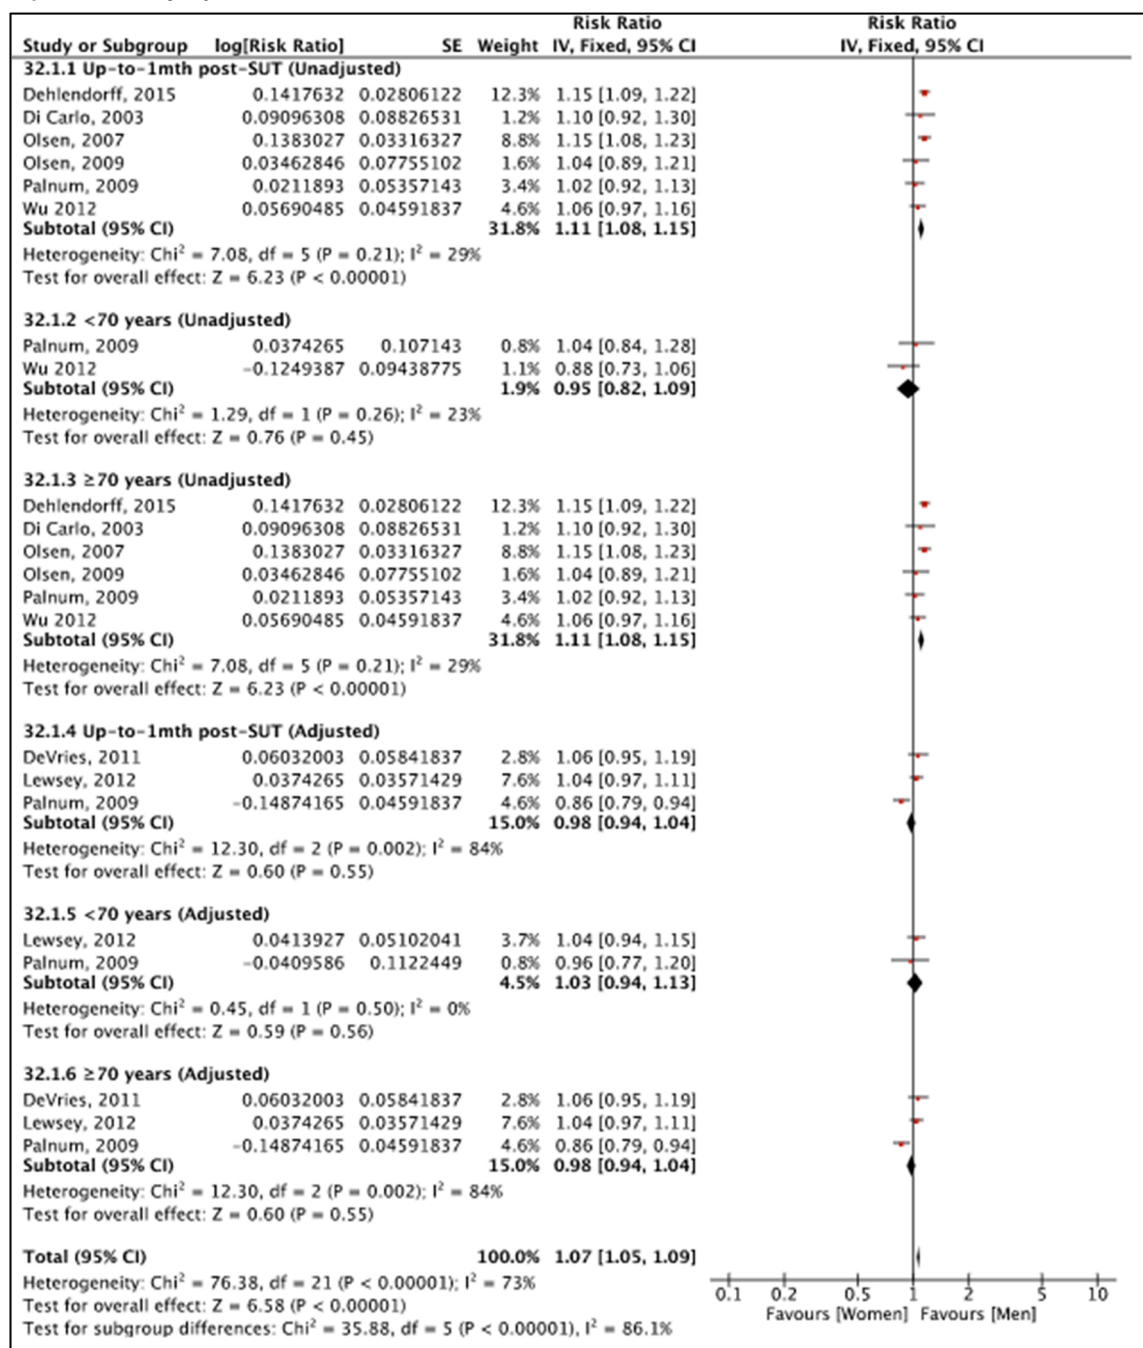 Risk Ratio Risk Ratio
Study or Subgroup log[Risk Ratio] SE Weight IV, Fixed, 95% CI IV, Fixed, 95% CI
32.1.1 Up-to-1mth post-SUT (Unadjusted)
Dehlendorff, 2015 0.1417632 0.02806122 12.3% 1.15 [1.09, 1.22]
Di Carlo, 2003 0.09096308 0.08826531 1.2% 1.10 [0.92, 1.30]
Olsen, 2007 0.1383027 0.03316327 8.8% 1.15 [1.08, 1.23]
Olsen, 2009 0.03462846 0.07755102 1.6% 1.04 [0.89, 1.21]
Palnum, 2009 0.0211893 0.05357143 3.4% 1.02 [0.92, 1.13]
Wu 2012 0.05690485 0.04591837 4.6% 1.06 [0.97, 1.16]
Subtotal (95% CI) 31.8% 1.11 [1.08, 1.15]
Heterogeneity: Chi² = 7.08, df = 5 (P = 0.21); I² = 29%
Test for overall effect: Z = 6.23 (P < 0.00001)
32.1.2 <70 years (Unadjusted)
Palnum, 2009 0.0374265 0.107143 0.8% 1.04 [0.84, 1.28]
Wu 2012 -0.1249387 0.09438775 1.1% 0.88 [0.73, 1.06]
Subtotal (95% CI) 1.9% 0.95 [0.82, 1.09]
Heterogeneity: Chi² = 1.29, df = 1 (P = 0.26); I² = 23%
Test for overall effect: Z = 0.76 (P = 0.45)
32.1.3 ≥70 years (Unadjusted)
Dehlendorff, 2015 0.1417632 0.02806122 12.3% 1.15 [1.09, 1.22]
Di Carlo, 2003 0.09096308 0.08826531 1.2% 1.10 [0.92, 1.30]
Olsen, 2007 0.1383027 0.03316327 8.8% 1.15 [1.08, 1.23]
Olsen, 2009 0.03462846 0.07755102 1.6% 1.04 [0.89, 1.21]
Palnum, 2009 0.0211893 0.05357143 3.4% 1.02 [0.92, 1.13]
Wu 2012 0.05690485 0.04591837 4.6% 1.06 [0.97, 1.16]
Subtotal (95% CI) 31.8% 1.11 [1.08, 1.15]
Heterogeneity: Chi² = 7.08, df = 5 (P = 0.21); I² = 29%
Test for overall effect: Z = 6.23 (P < 0.00001)
32.1.4 Up-to-1mth post-SUT (Adjusted)
DeVries, 2011 0.06032003 0.05841837 2.8% 1.06 [0.95, 1.19]
Lewsey, 2012 0.0374265 0.03571429 7.6% 1.04 [0.97, 1.11]
Palnum, 2009 -0.14874165 0.04591837 4.6% 0.86 [0.79, 0.94]
Subtotal (95% CI) 15.0% 0.98 [0.94, 1.04]
Heterogeneity: Chi² = 12.30, df = 2 (P = 0.002); I² = 84%
Test for overall effect: Z = 0.60 (P = 0.55)
32.1.5 <70 years (Adjusted)
Lewsey, 2012 0.0413927 0.05102041 3.7% 1.04 [0.94, 1.15]
Palnum, 2009 -0.0409586 0.1122449 0.8% 0.96 [0.77, 1.20]
Subtotal (95% CI) 4.5% 1.03 [0.94, 1.13]
Heterogeneity: Chi² = 0.45, df = 1 (P = 0.50); I² = 0%
Test for overall effect: Z = 0.59 (P = 0.56)
32.1.6 ≥70 years (Adjusted)
DeVries, 2011 0.06032003 0.05841837 2.8% 1.06 [0.95, 1.19]
Lewsey, 2012 0.0374265 0.03571429 7.6% 1.04 [0.97, 1.11]
Palnum, 2009 -0.14874165 0.04591837 4.6% 0.86 [0.79, 0.94]
Subtotal (95% CI) 15.0% 0.98 [0.94, 1.04]
Heterogeneity: Chi² = 12.30, df = 2 (P = 0.002); I² = 84%
Test for overall effect: Z = 0.60 (P = 0.55)
Total (95% CI) 100.0% 1.07 [1.05, 1.09]
Heterogeneity: Chi² = 76.38, df = 21 (P < 0.00001); I² = 73%
Test for overall effect: Z = 6.58 (P < 0.00001)
Test for subgroup differences: Chi² = 35.88, df = 5 (P < 0.00001), I² = 86.1%
0.1 0.2 0.5 1 2 5 10
Favours [Women] Favours [Men]